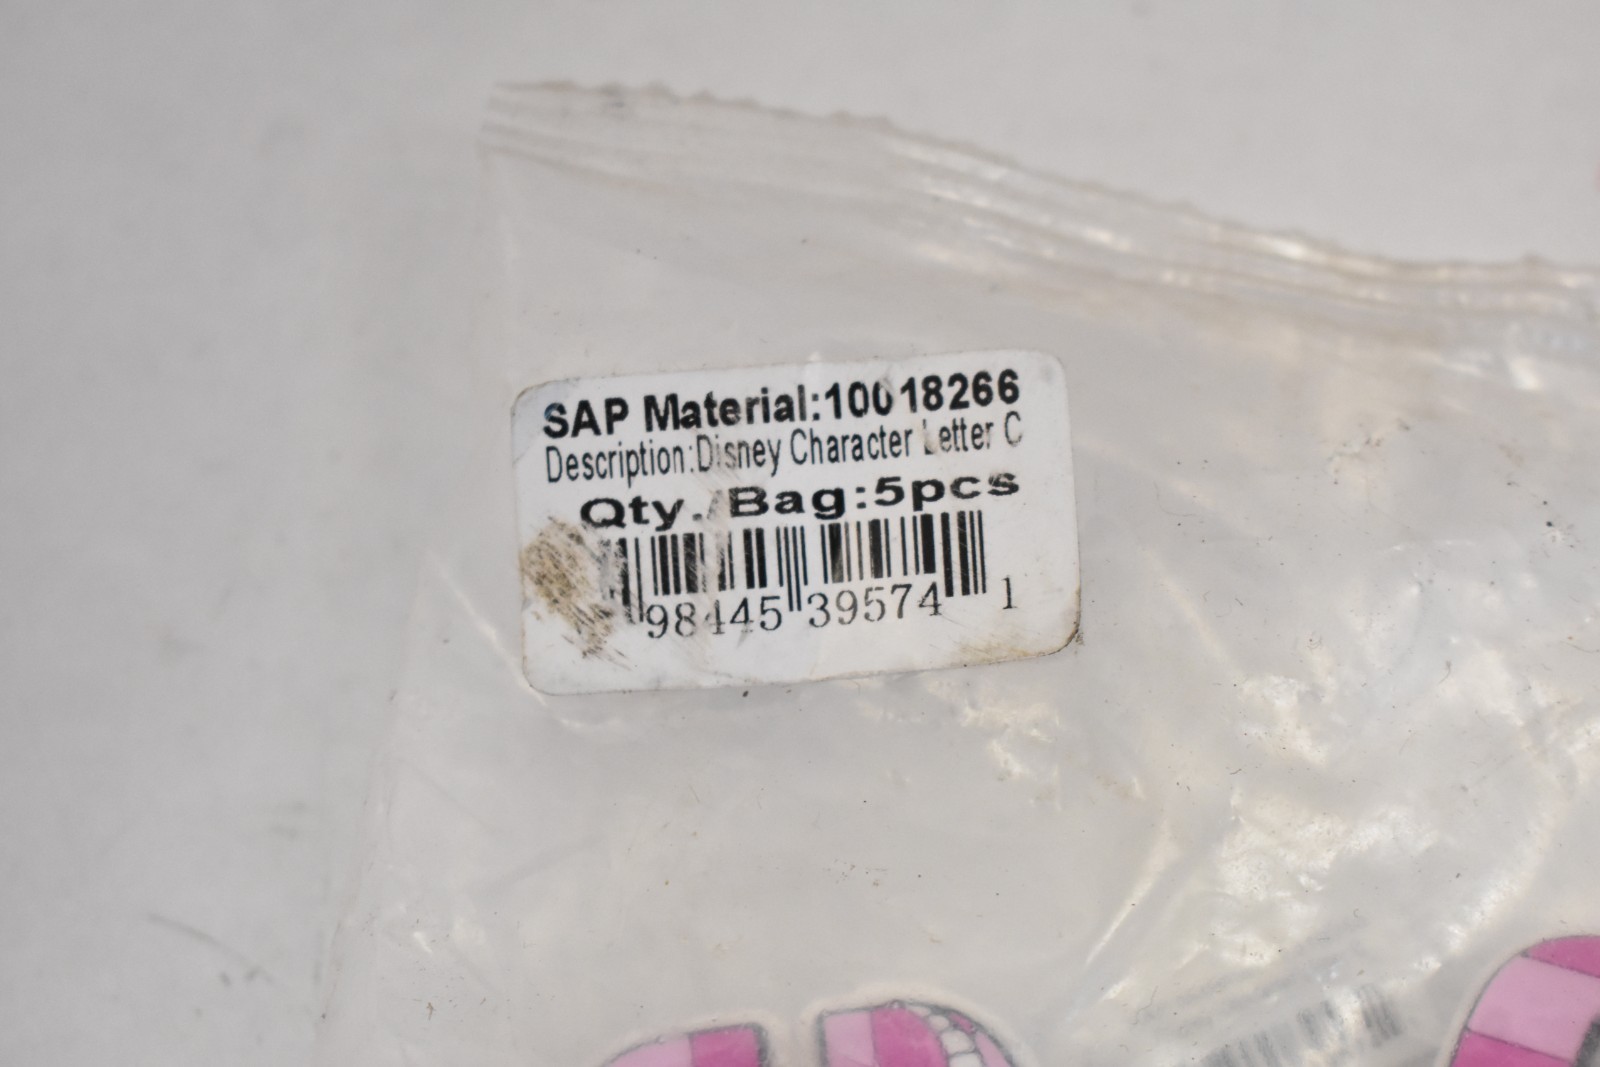 SAP Material:10018266
Description:Disney Character Letter C
Qty./Bag:5pcs
98445 39574 1